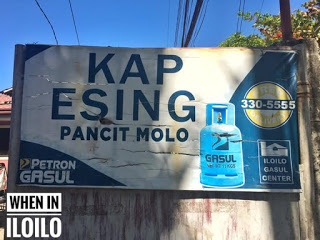 KAP
ESING
PANCIT MOLO
330-5555
GASUL
ILOILO
GASUL
CENTER
PETRON
GASUL
WHEN IN
ILOILO